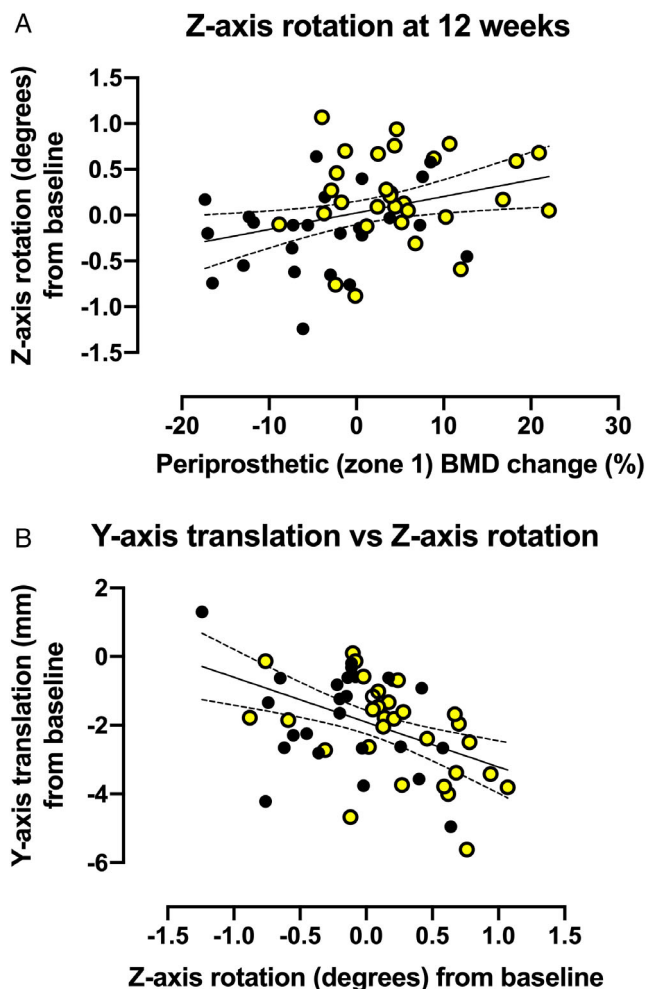 A
Z-axis rotation at 12 weeks
Z-axis rotation (degrees)
from baseline
1.5
1.0
0.5
0.0
-0.5
-1.0
-1.5
-20 -10 0 10 20 30
Periprosthetic (zone 1) BMD change (%)
B
Y-axis translation vs Z-axis rotation
Y-axis translation (mm)
from baseline
2
0
-2
-4
-6
-1.5 -1.0 -0.5 0.0 0.5 1.0 1.5
Z-axis rotation (degrees) from baseline